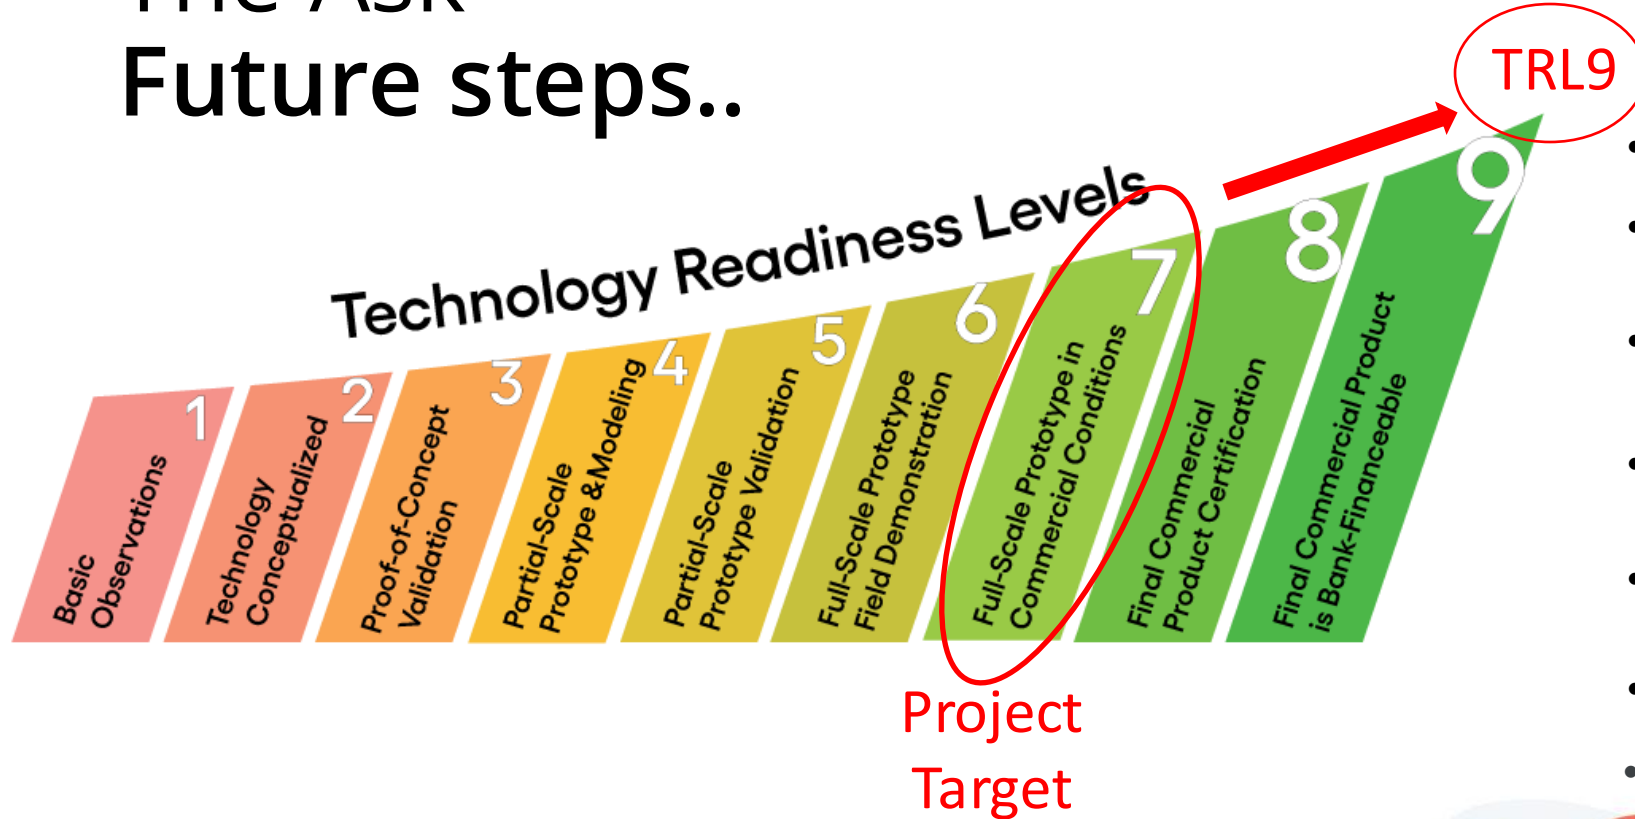 The Ask
Future steps..
TRL9
Technology Readiness Levels
1
Basic
Observations
2
Technology
Conceptualized
3
Proof-of-Concept
Validation
4
Partial-Scale
Prototype & Modeling
5
Partial-Scale
Prototype Validation
6
Full-Scale Prototype
Field Demonstration
7
Full-Scale Prototype in
Commercial Conditions
8
Final Commercial
Product Certification
9
Final Commercial Product
is Bank-Financeable
Project
Target